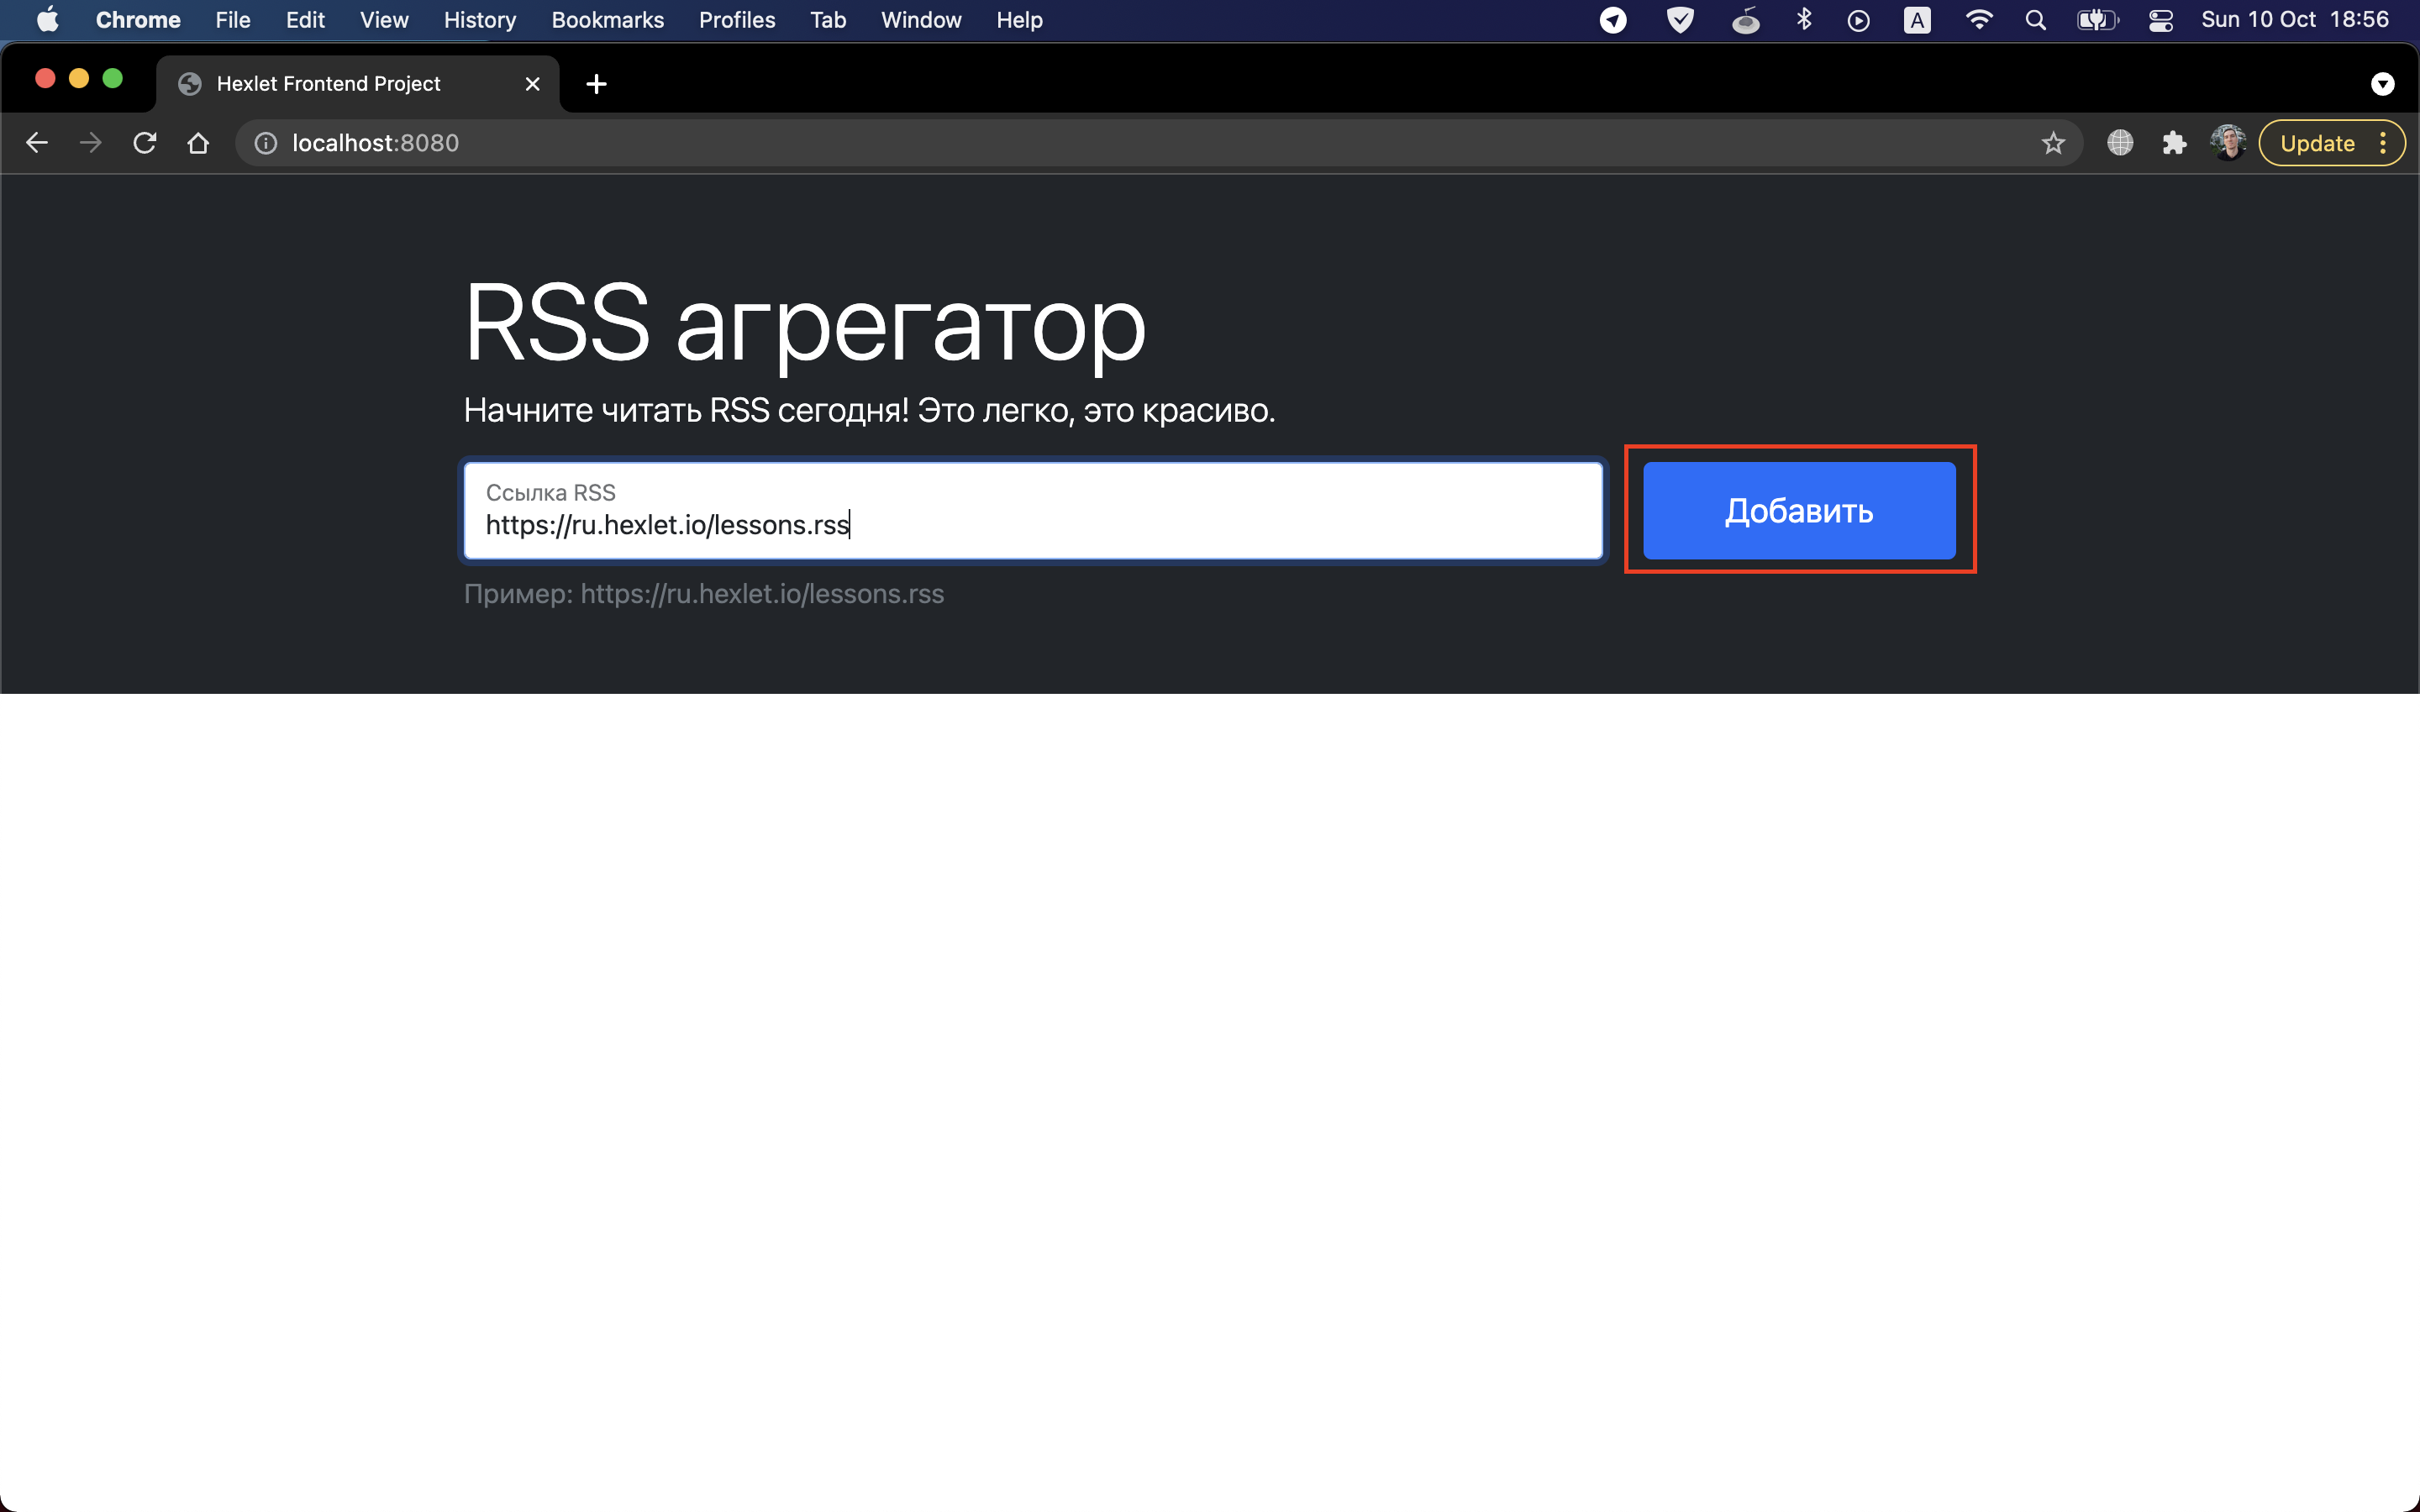 Chrome File Edit View History Bookmarks Profiles Tab Window Help A Sun 10 Oct 18:56
Hexlet Frontend Project
localhost:8080 Update
RSS агрегатор
Начните читать RSS сегодня! Это легко, это красиво.
Ссылка RSS
https://ru.hexlet.io/lessons.rss
Добавить
Пример: https://ru.hexlet.io/lessons.rss